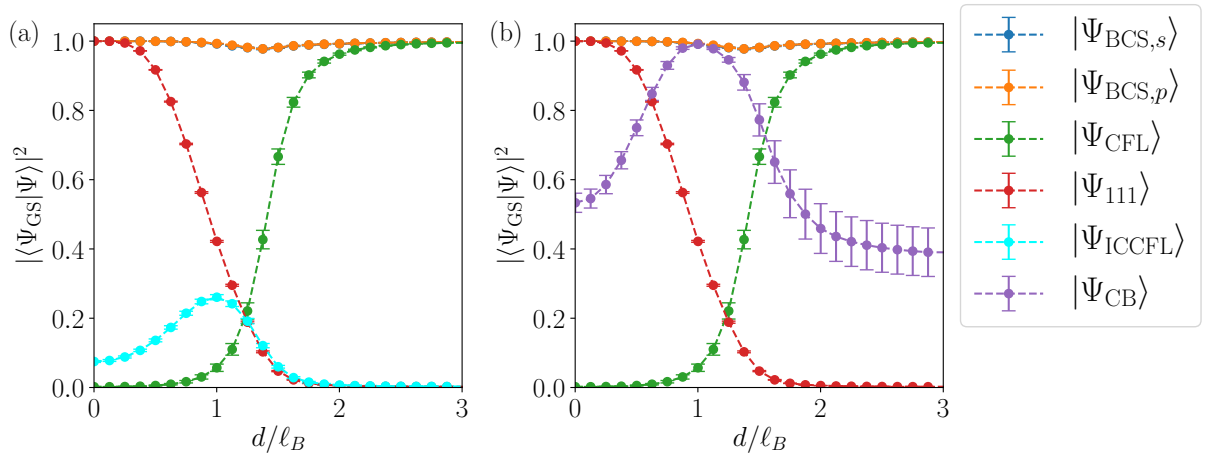 (a)
1.0
0.8
0.6
0.4
0.2
0.0
|⟨Ψ_GS|Ψ⟩|²
0 1 2 3
d/ℓ_B
(b)
1.0
0.8
0.6
0.4
0.2
0.0
|⟨Ψ_GS|Ψ⟩|²
0 1 2 3
d/ℓ_B
|Ψ_BCS,s⟩
|Ψ_BCS,p⟩
|Ψ_CFL⟩
|Ψ_111⟩
|Ψ_ICCFL⟩
|Ψ_CB⟩